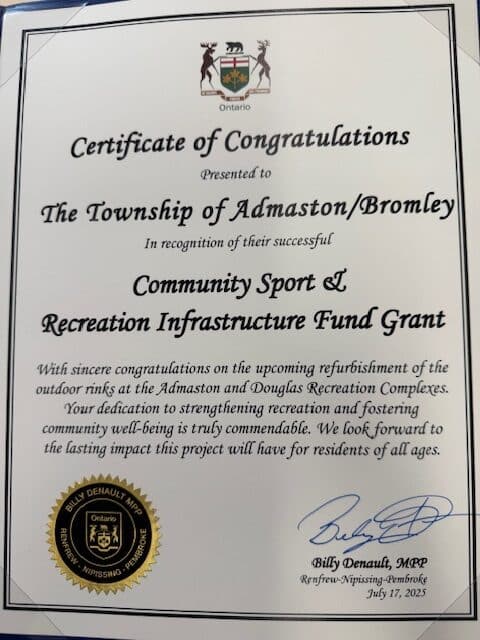 Ontario
Certificate of Congratulations
Presented to
The Township of Admaston/Bromley
In recognition of their successful
Community Sport &
Recreation Infrastructure Fund Grant
With sincere congratulations on the upcoming refurbishment of the
outdoor rinks at the Admaston and Douglas Recreation Complexes.
Your dedication to strengthening recreation and fostering
community well-being is truly commendable. We look forward to
the lasting impact this project will have for residents of all ages.
BILLY DENAULT MPP
Ontario
RENFREW - NIPISSING - PEMBROKE
Billy Denault, MPP
Renfrew-Nipissing-Pembroke
July 17, 2025